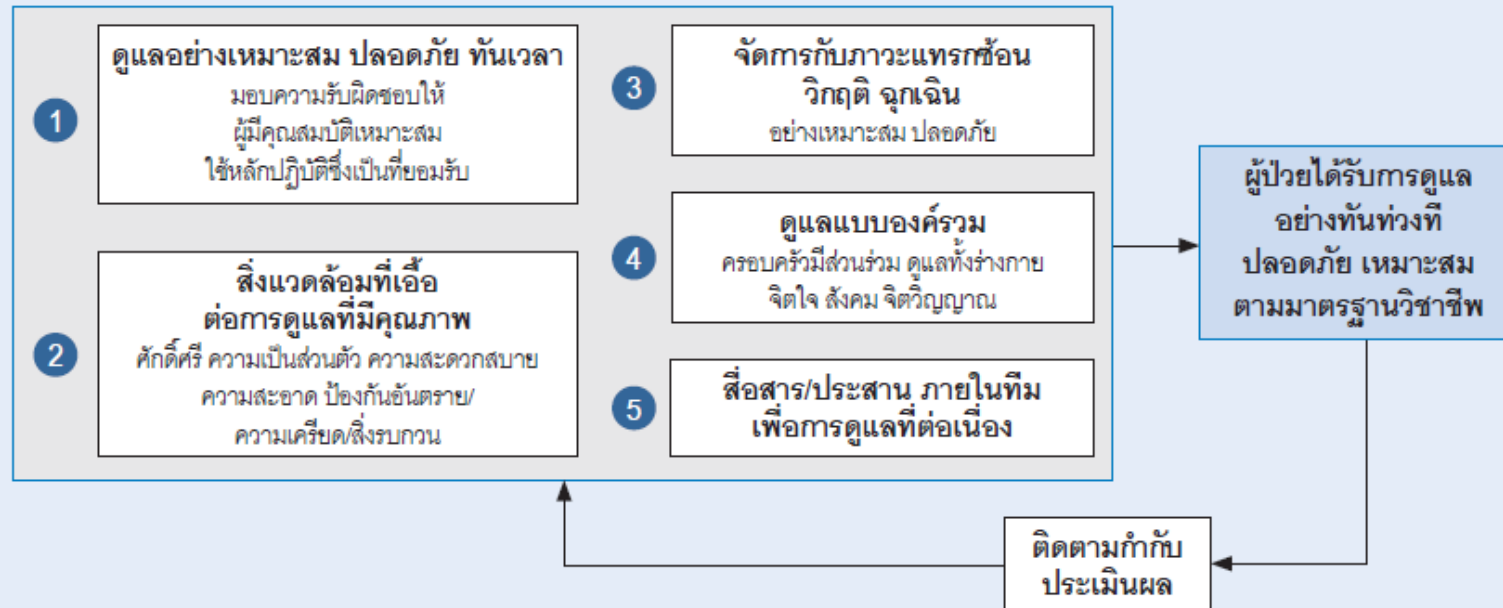 1
ดูแลอย่างเหมาะสม ปลอดภัย ทันเวลา
มอบความรับผิดชอบให้
ผู้มีคุณสมบัติเหมาะสม
ใช้หลักปฏิบัติซึ่งเป็นที่ยอมรับ
2
สิ่งแวดล้อมที่เอื้อ
ต่อการดูแลที่มีคุณภาพ
ศักดิ์ศรี ความเป็นส่วนตัว ความสะดวกสบาย
ความสะอาด ป้องกันอันตราย/
ความเครียด/สิ่งรบกวน
3
จัดการกับภาวะแทรกซ้อน
วิกฤติ ฉุกเฉิน
อย่างเหมาะสม ปลอดภัย
4
ดูแลแบบองค์รวม
ครอบครัวมีส่วนร่วม ดูแลทั้งร่างกาย
จิตใจ สังคม จิตวิญญาณ
5
สื่อสาร/ประสาน ภายในทีม
เพื่อการดูแลที่ต่อเนื่อง
ผู้ป่วยได้รับการดูแล
อย่างทันท่วงที
ปลอดภัย เหมาะสม
ตามมาตรฐานวิชาชีพ
ติดตามกำกับ
ประเมินผล